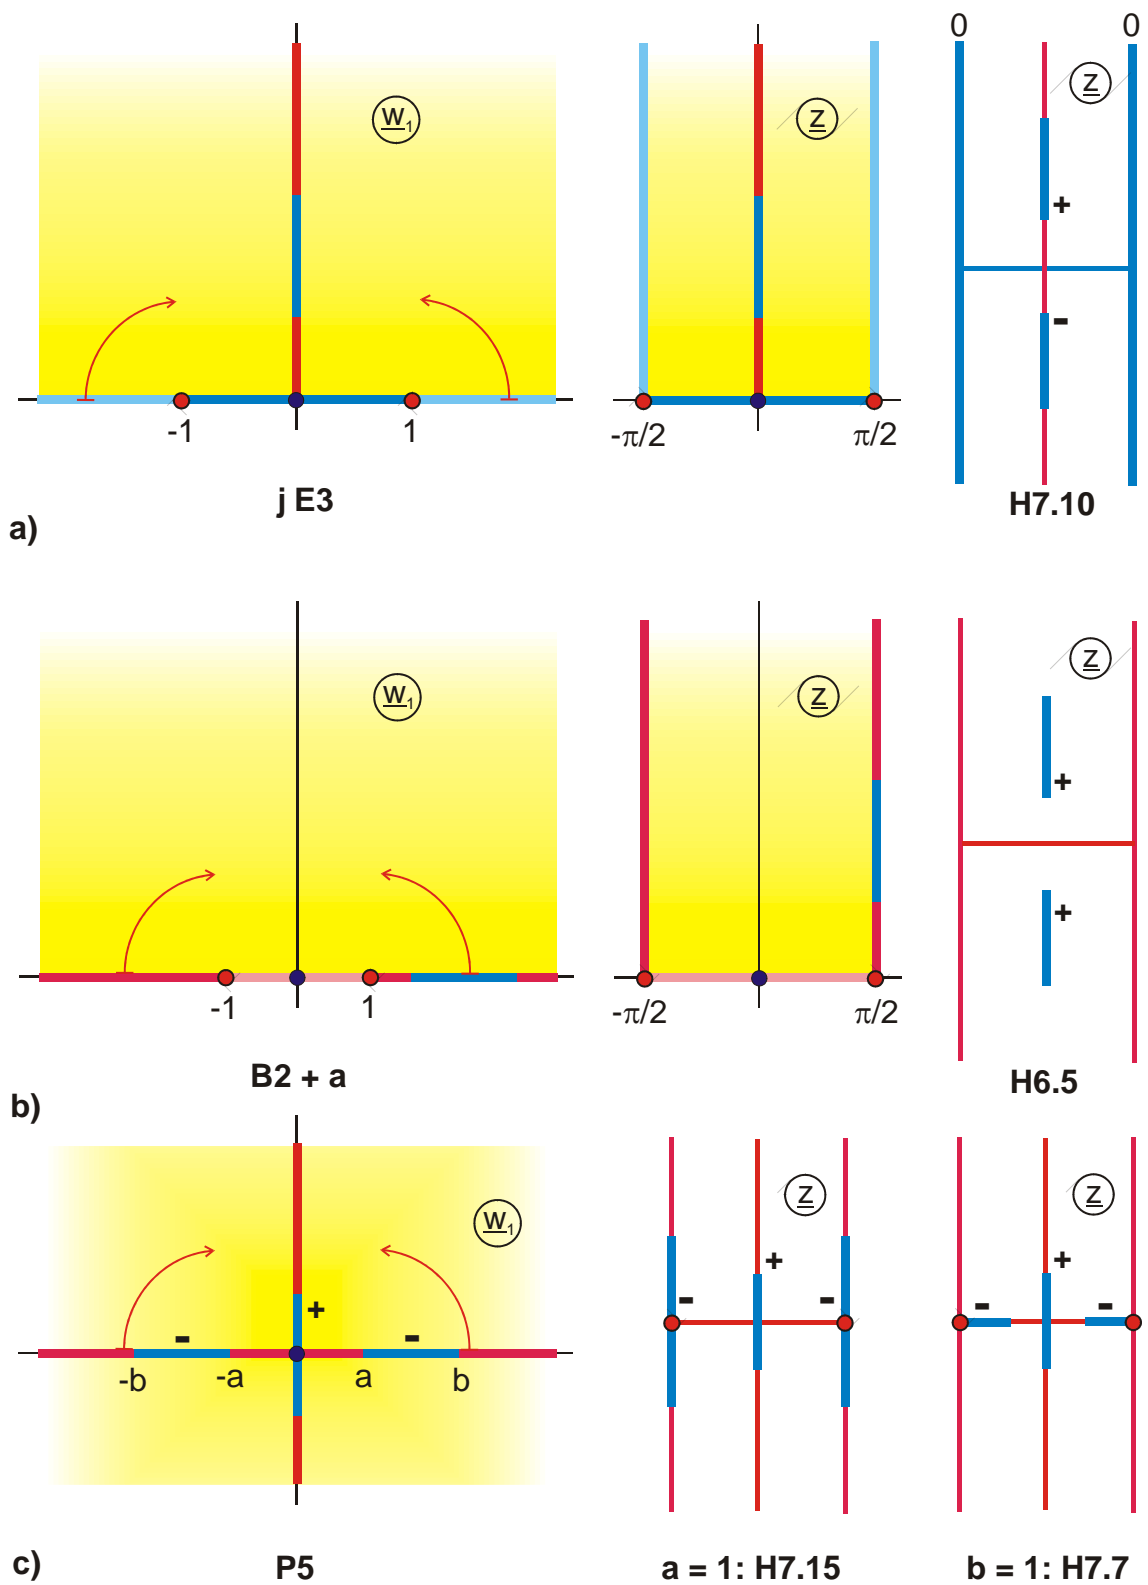 0 0
w1 z z
+
-
-1 1 -π/2 π/2
j E3 H7.10
a)
w1 z z
+
+
-1 1 -π/2 π/2
B2 + a H6.5
b)
w1 z z
+ + +
- - - - - -
-b -a a b
c) P5 a = 1: H7.15 b = 1: H7.7